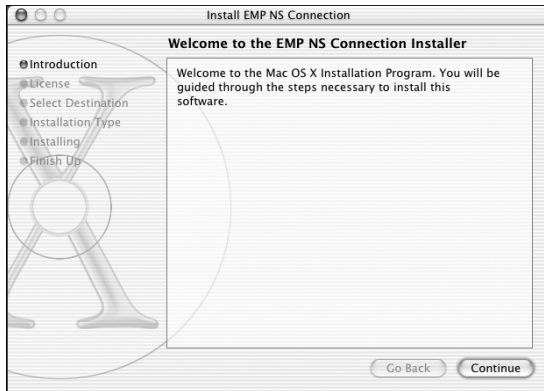 Install EMP NS Connection
Welcome to the EMP NS Connection Installer
Introduction
License
Select Destination
Installation Type
Installing
Finish Up
Welcome to the Mac OS X Installation Program. You will be
guided through the steps necessary to install this
software.
Go Back
Continue